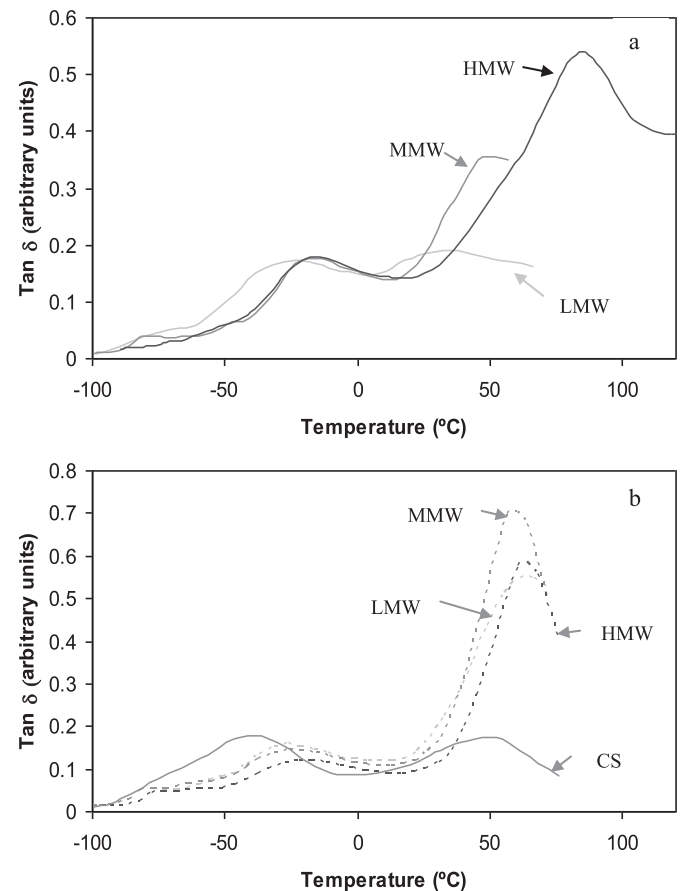 0.6
a
HMW
0.5
0.4
MMW
0.3
0.2
0.1
LMW
0
-100
-50
0
50
100
Tan δ (arbitrary units)
Temperature (ºC)
0.8
b
0.7
MMW
0.6
LMW
0.5
HMW
0.4
0.3
0.2
0.1
CS
0
-100
-50
0
50
100
Tan δ (arbitrary units)
Temperature (ºC)